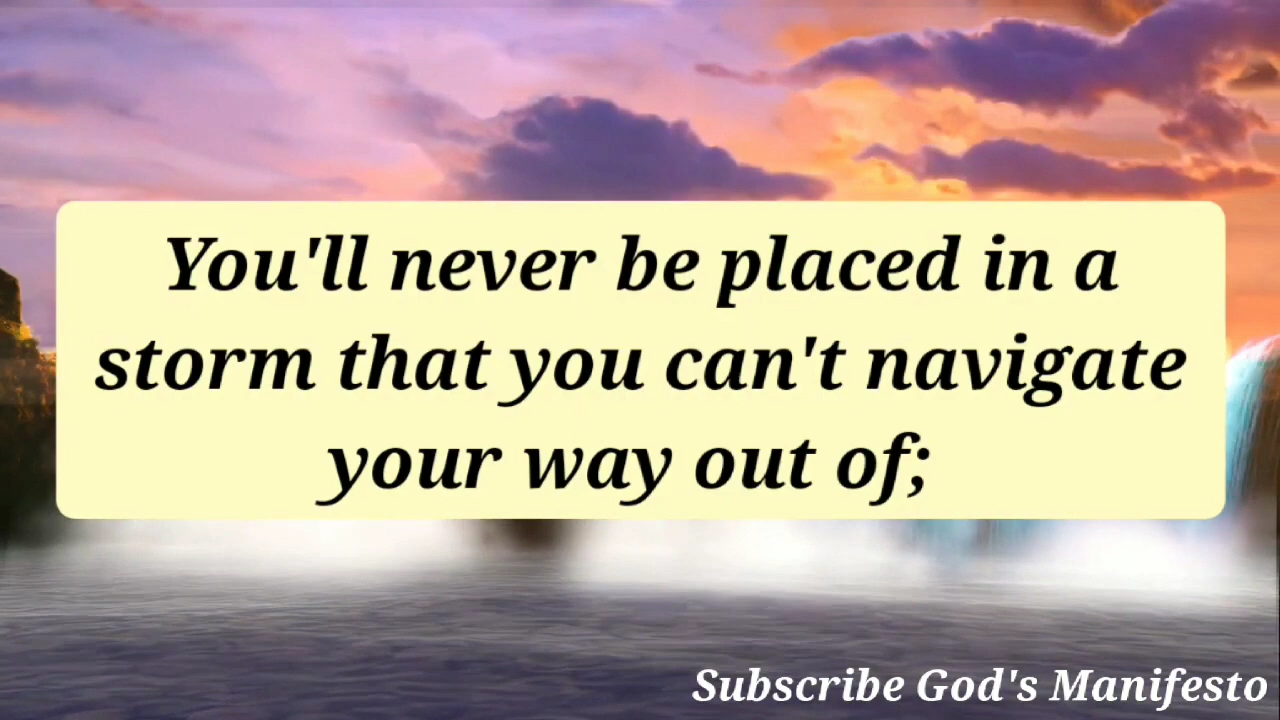 You'll never be placed in a
storm that you can't navigate
your way out of;
Subscribe God's Manifesto